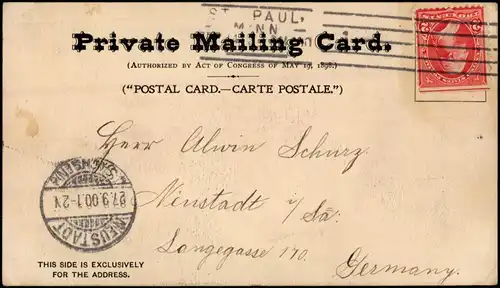 ST. PAUL,
MINN
Private Mailing Card.
(AUTHORIZED BY ACT OF CONGRESS OF MAY 19, 1898.)
("POSTAL CARD.—CARTE POSTALE.")
Herr Alwin Schurz
Neustadt i/Sa:
Langegasse 170.
Germany.
NEUSTADT
27.9.00.1-2N.
THIS SIDE IS EXCLUSIVELY
FOR THE ADDRESS.